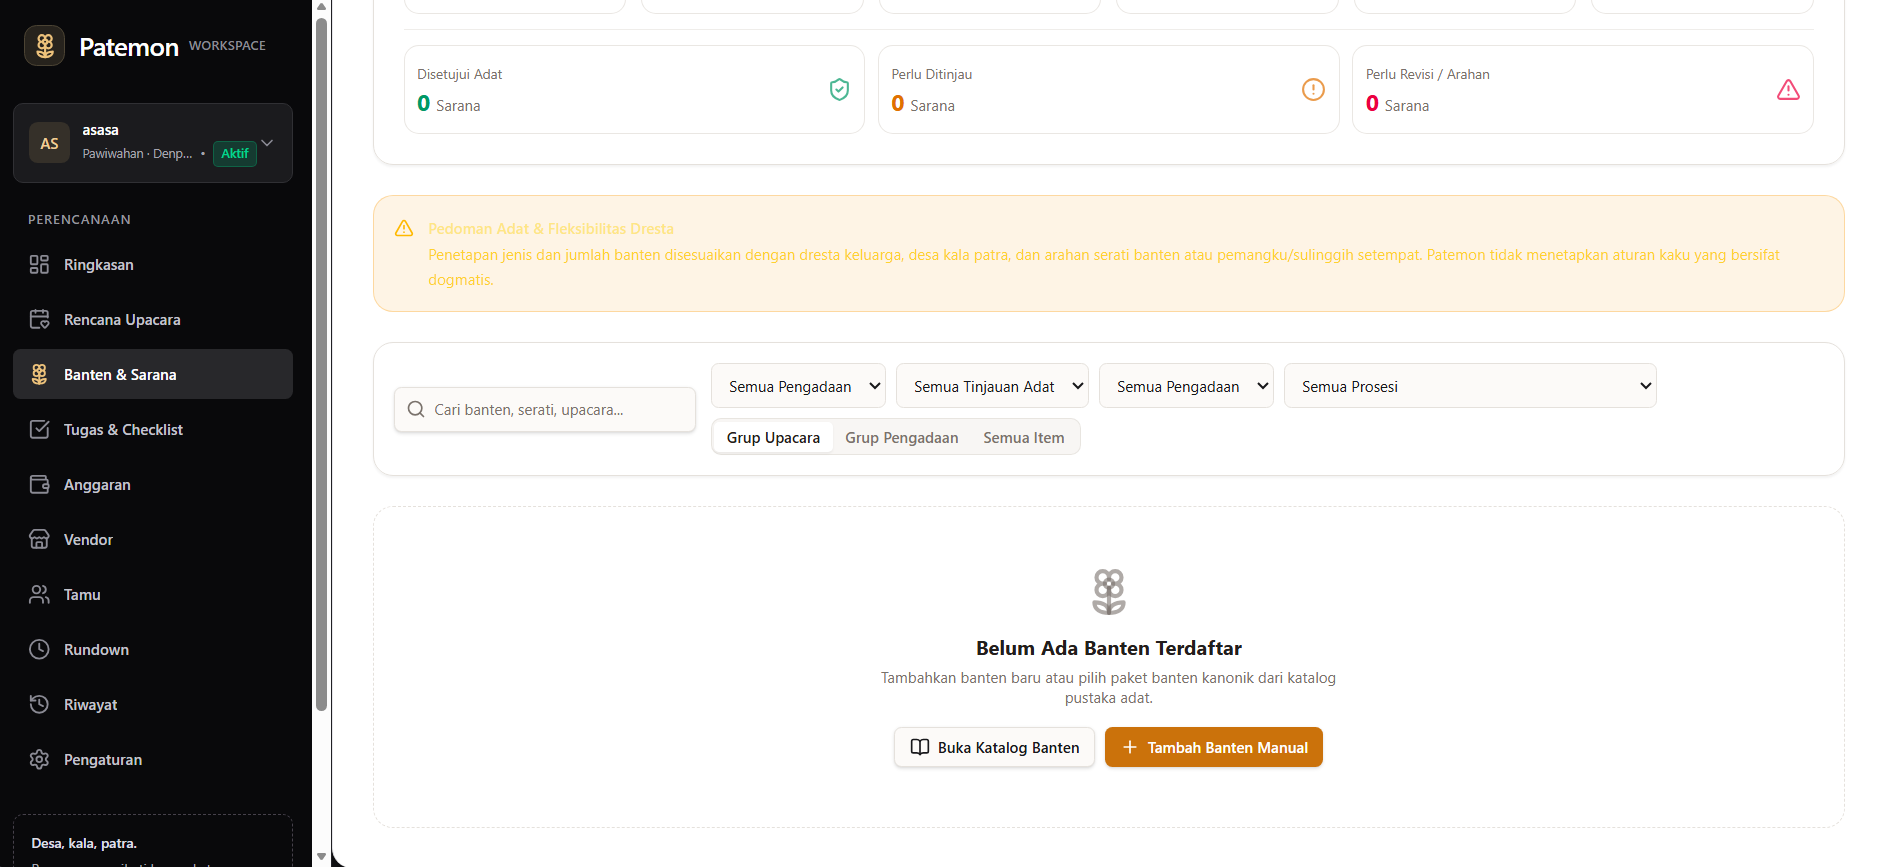 Patemon WORKSPACE
AS
asasa
Pawiwahan · Denp... • Aktif
PERENCANAAN
Ringkasan
Rencana Upacara
Banten & Sarana
Tugas & Checklist
Anggaran
Vendor
Tamu
Rundown
Riwayat
Pengaturan
Desa, kala, patra.
Disetujui Adat
0 Sarana
Perlu Ditinjau
0 Sarana
Perlu Revisi / Arahan
0 Sarana
Pedoman Adat & Fleksibilitas Dresta
Penetapan jenis dan jumlah banten disesuaikan dengan dresta keluarga, desa kala patra, dan arahan serati banten atau pemangku/sulinggih setempat. Patemon tidak menetapkan aturan kaku yang bersifat
dogmatis.
Cari banten, serati, upacara...
Semua Pengadaan
Semua Tinjauan Adat
Semua Pengadaan
Semua Prosesi
Grup Upacara
Grup Pengadaan
Semua Item
Belum Ada Banten Terdaftar
Tambahkan banten baru atau pilih paket banten kanonik dari katalog
pustaka adat.
Buka Katalog Banten
Tambah Banten Manual